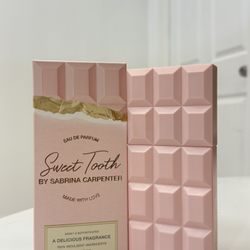 EAU DE PARFUM
Sweet Tooth
BY SABRINA CARPENTER
MADE WITH LOVE
A DELICIOUS FRAGRANCE